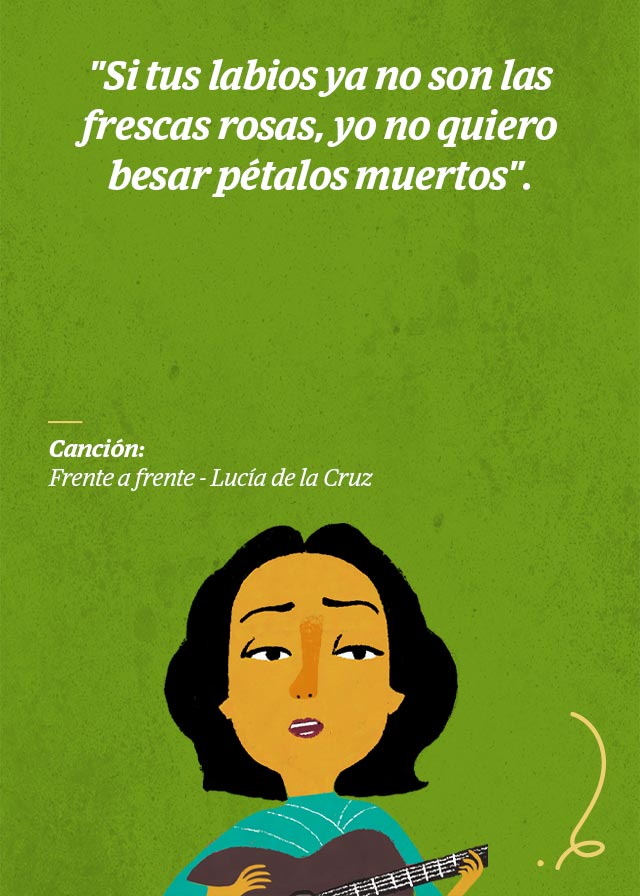 "Si tus labios ya no son las
frescas rosas, yo no quiero
besar pétalos muertos".
Canción:
Frente a frente - Lucía de la Cruz